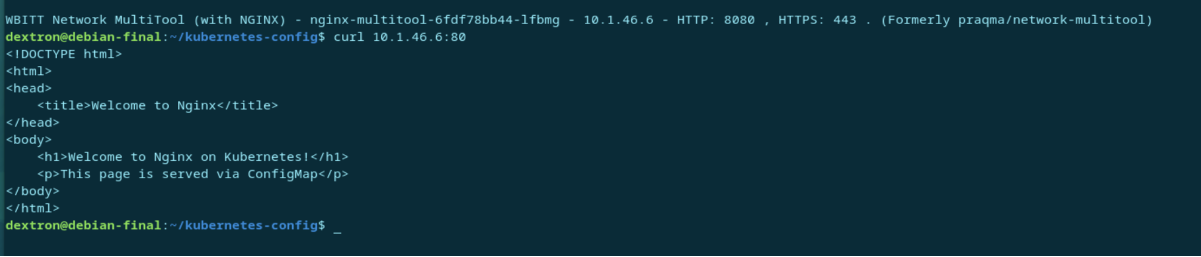 WBITT Network MultiTool (with NGINX) - nginx-multitool-6fdf78bb44-lfbmg - 10.1.46.6 - HTTP: 8080 , HTTPS: 443 . (Formerly praqma/network-multitool)
dextron@debian-final:~/kubernetes-config$ curl 10.1.46.6:80
<!DOCTYPE html>
<html>
<head>
    <title>Welcome to Nginx</title>
</head>
<body>
    <h1>Welcome to Nginx on Kubernetes!</h1>
    <p>This page is served via ConfigMap</p>
</body>
</html>
dextron@debian-final:~/kubernetes-config$ _